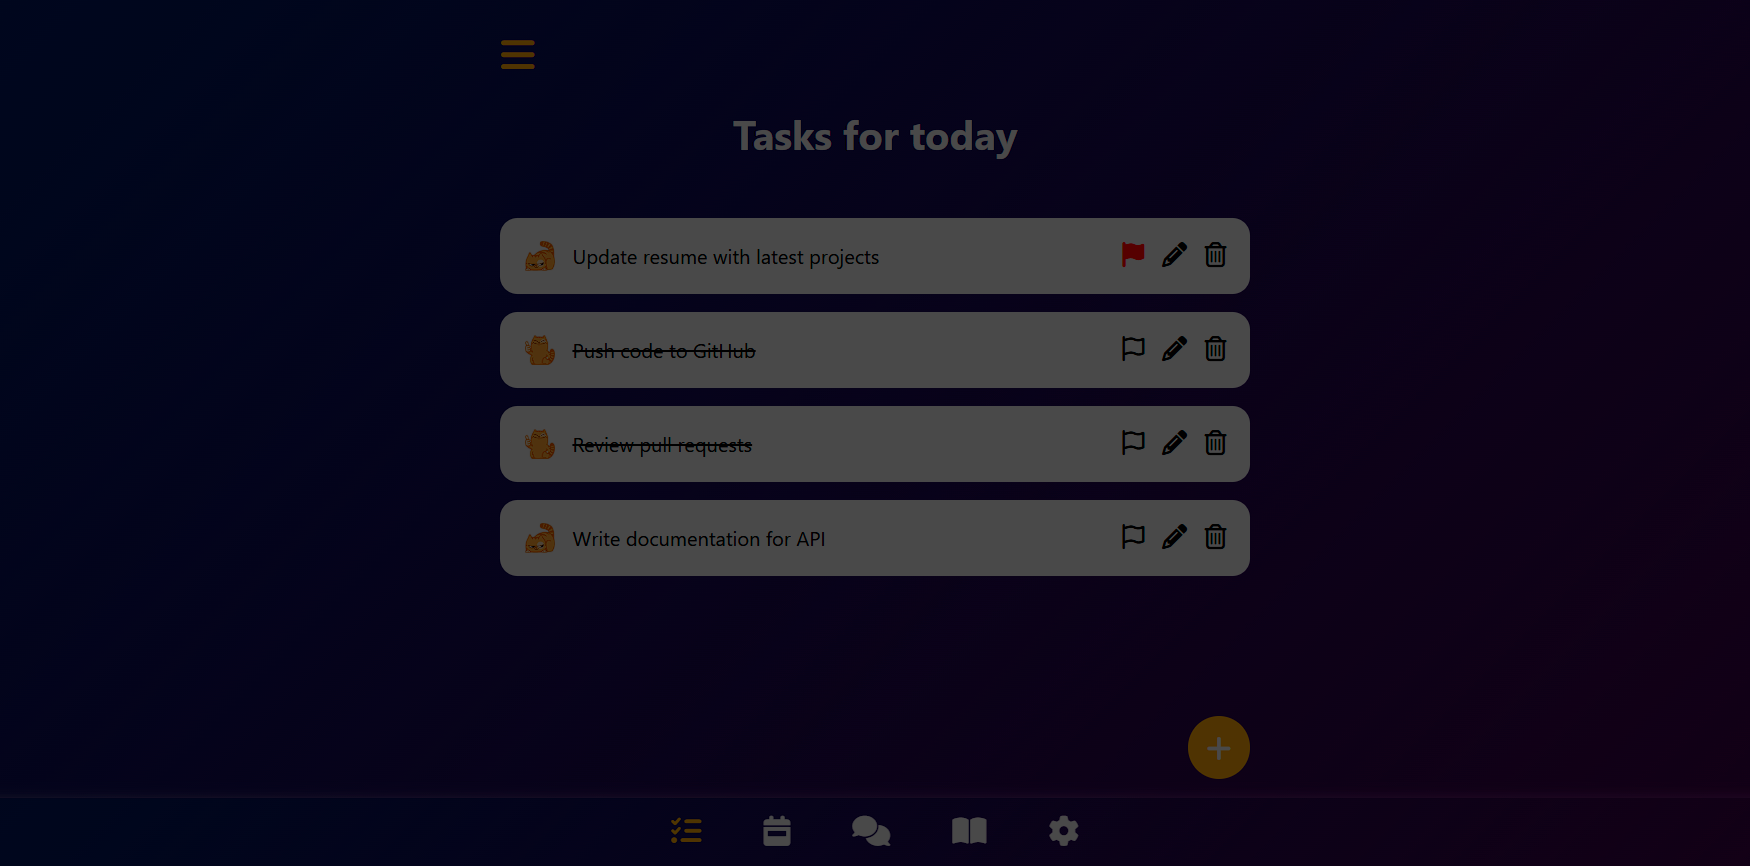 Tasks for today
Update resume with latest projects
Push code to GitHub
Review pull requests
Write documentation for API